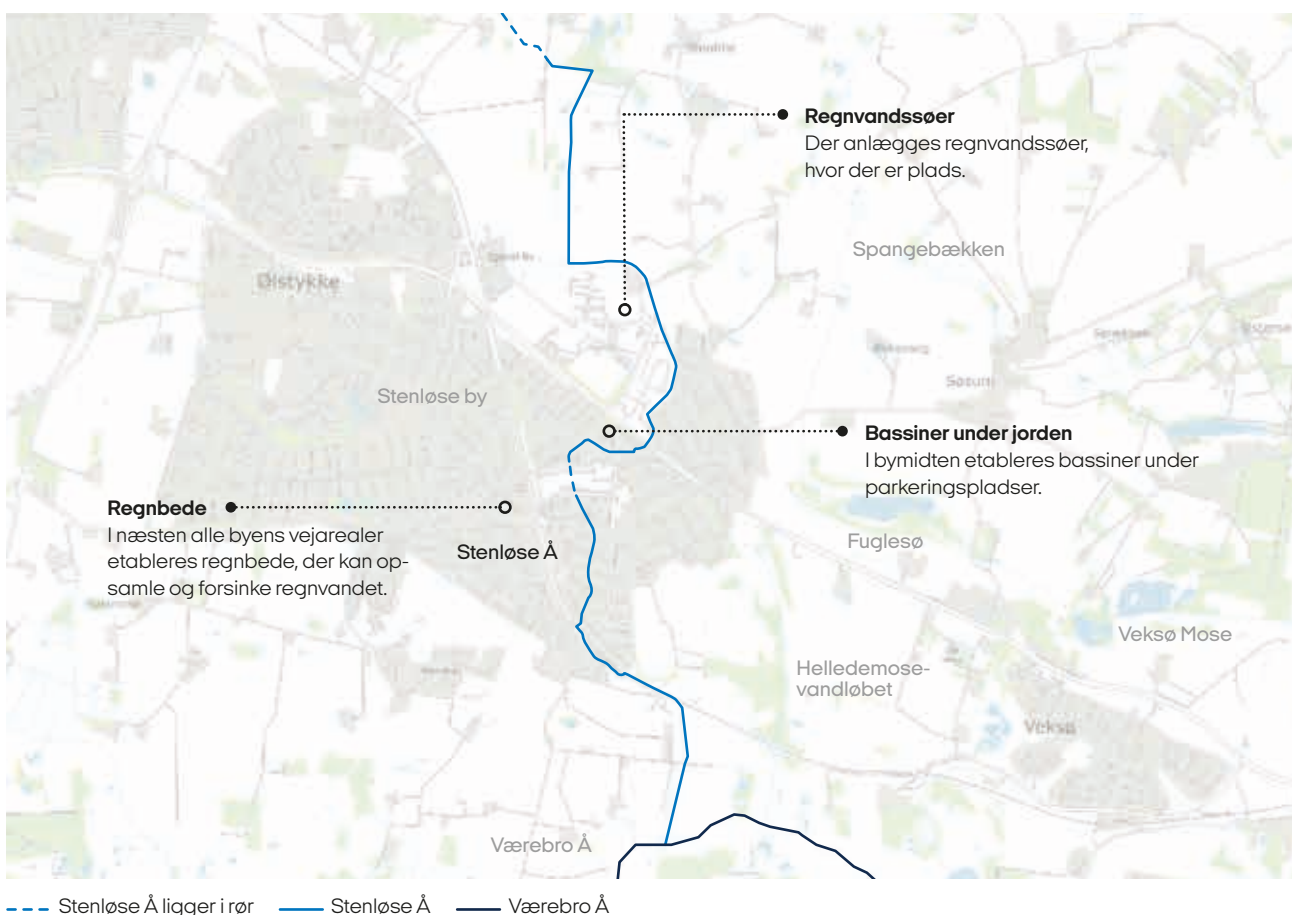 Regnvandssøer
Der anlægges regnvandssøer,
hvor der er plads.
Spangebækken
Ølstykke
Stenløse by
Søsum
Bassiner under jorden
I bymidten etableres bassiner under
parkeringspladser.
Regnbede
I næsten alle byens vejarealer
etableres regnbede, der kan op-
samle og forsinke regnvandet.
Stenløse Å
Fuglesø
Veksø Mose
Helledemose-
vandløbet
Veksø
Værebro Å
Stenløse Å ligger i rør
Stenløse Å
Værebro Å